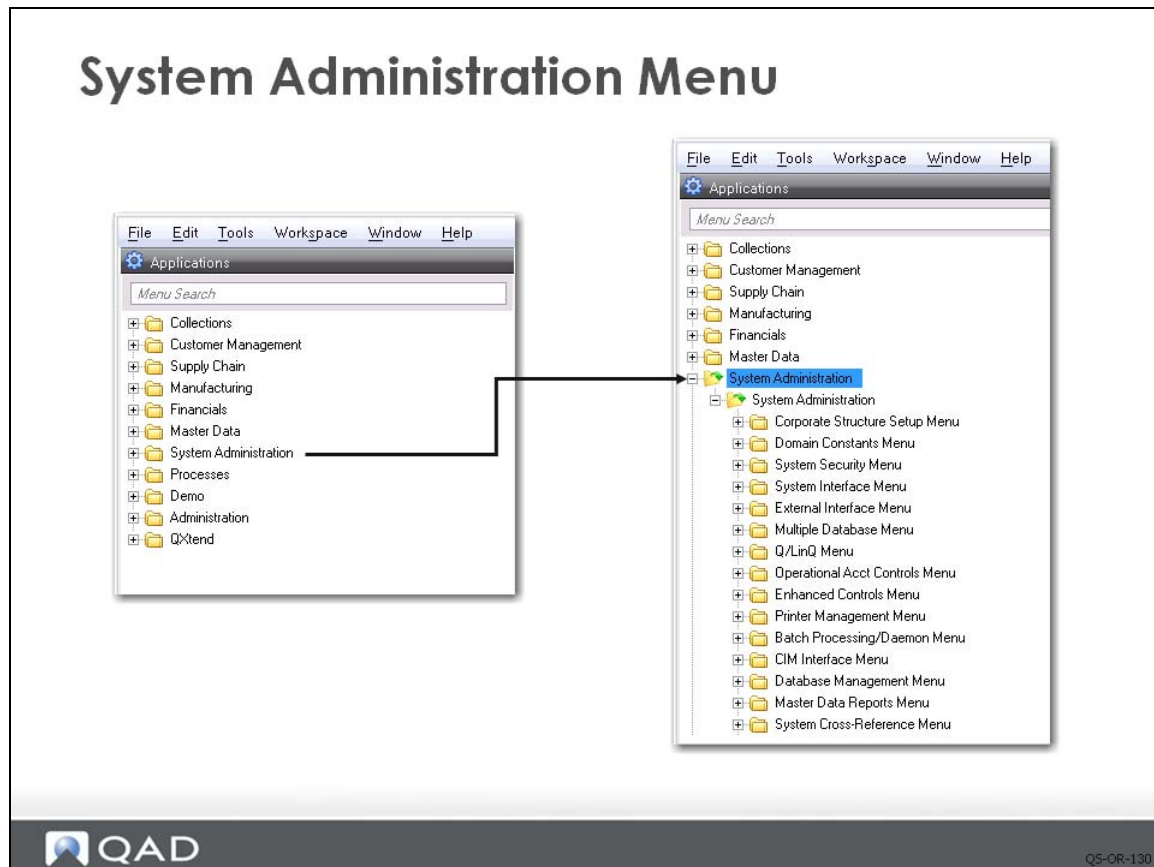 System Administration Menu
File Edit Tools Workspace Window Help
Applications
Menu Search
Collections
Customer Management
Supply Chain
Manufacturing
Financials
Master Data
System Administration
Processes
Demo
Administration
QXtend
File Edit Tools Workspace Window Help
Applications
Menu Search
Collections
Customer Management
Supply Chain
Manufacturing
Financials
Master Data
System Administration
System Administration
Corporate Structure Setup Menu
Domain Constants Menu
System Security Menu
System Interface Menu
External Interface Menu
Multiple Database Menu
Q/LinQ Menu
Operational Acct Controls Menu
Enhanced Controls Menu
Printer Management Menu
Batch Processing/Daemon Menu
CIM Interface Menu
Database Management Menu
Master Data Reports Menu
System Cross-Reference Menu
QAD
Q5-OR-130